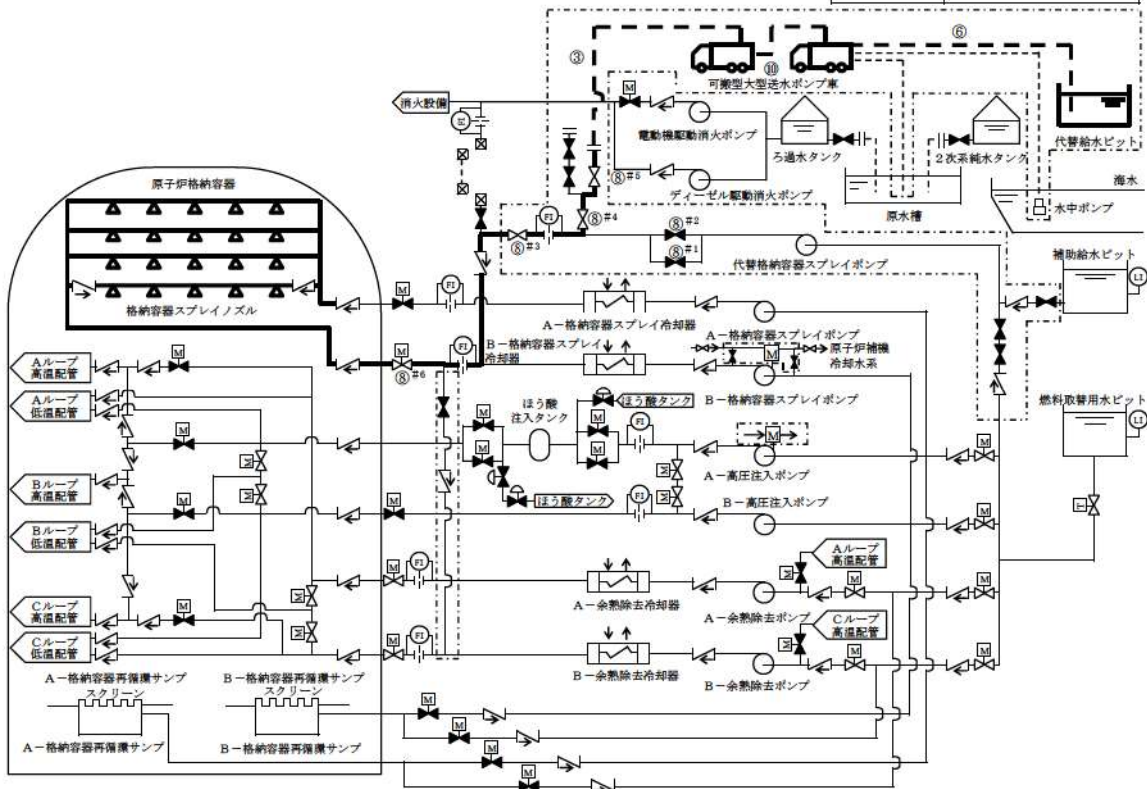 ③
⑥
⑩
可搬型大型送水ポンプ車
代替給水ピット
消火設備
M
FI
電動機駆動消火ポンプ
ろ過水タンク
2次系純水タンク
⑧#5
ディーゼル駆動消火ポンプ
原水槽
海水
水中ポンプ
原子炉格納容器
⑧#4
FI
⑧#3
⑧#2
⑧#1
代替格納容器スプレイポンプ
補助給水ピット
LI
格納容器スプレイノズル
M
FI
A-格納容器スプレイ冷却器
A-格納容器スプレイポンプ
B-格納容器スプレイ
冷却器
M
⑧#6
FI
M
原子炉補機
冷却水系
B-格納容器スプレイポンプ
燃料取替用水ピット
LI
Aループ
高温配管
M
Aループ
低温配管
ほう酸
注入タンク
ほう酸タンク
M
M
M
M
M
FI
M
A-高圧注入ポンプ
M
Bループ
高温配管
M
M
M
ほう酸タンク
FI
M
M
B-高圧注入ポンプ
M
T
Bループ
低温配管
M
M
Aループ
高温配管
M
FI
M
M
M
A-余熱除去冷却器
A-余熱除去ポンプ
Cループ
高温配管
M
M
Cループ
高温配管
Cループ
低温配管
M
FI
M
M
M
B-余熱除去冷却器
B-余熱除去ポンプ
A-格納容器再循環サンプ
スクリーン
B-格納容器再循環サンプ
スクリーン
M
M
A-格納容器再循環サンプ
B-格納容器再循環サンプ
M
M